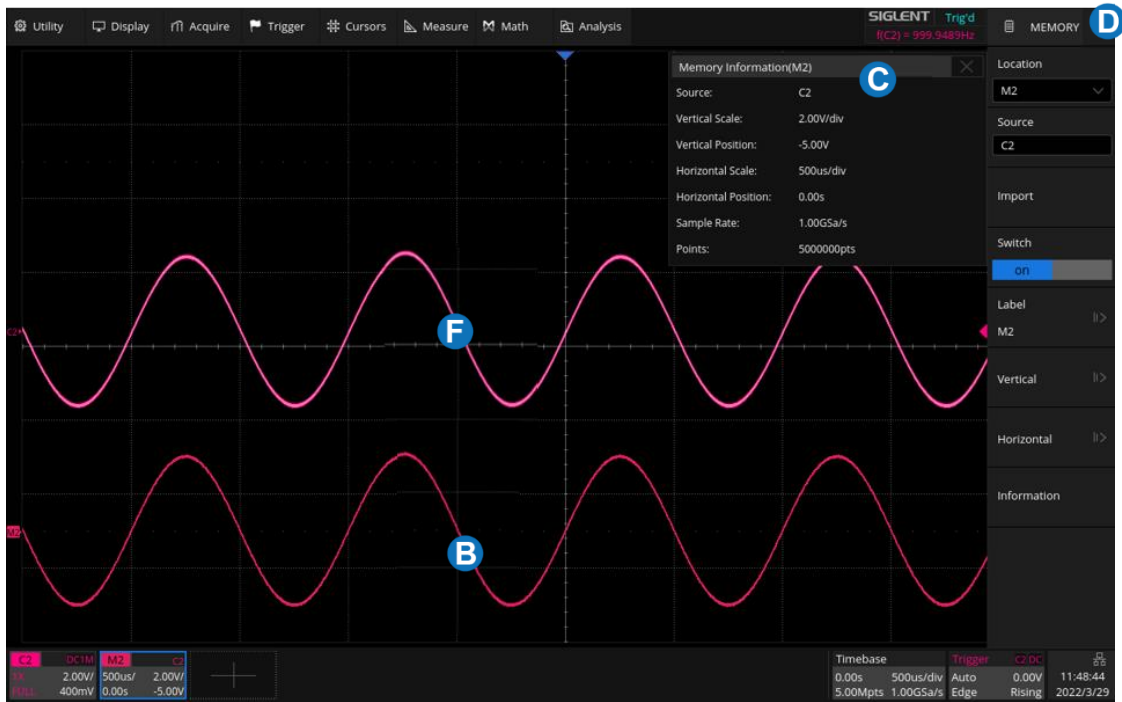 Utility Display Acquire Trigger Cursors Measure Math Analysis SIGLENT Trig'd MEMORY D
f(C2) = 999.9489Hz
Memory Information(M2) C
Source: C2
Vertical Scale: 2.00V/div
Vertical Position: -5.00V
Horizontal Scale: 500us/div
Horizontal Position: 0.00s
Sample Rate: 1.00GSa/s
Points: 5000000pts
Location
M2
Source
C2
Import
Switch
on
Label
M2
Vertical
Horizontal
Information
C2
F
M2
B
C2 DC1M M2 C2 Timebase Trigger C2 DC
1X 2.00V/ 500us/ 2.00V/ 0.00s 500us/div Auto 0.00V 11:48:44
FULL 400mV 0.00s -5.00V 5.00Mpts 1.00GSa/s Edge Rising 2022/3/29